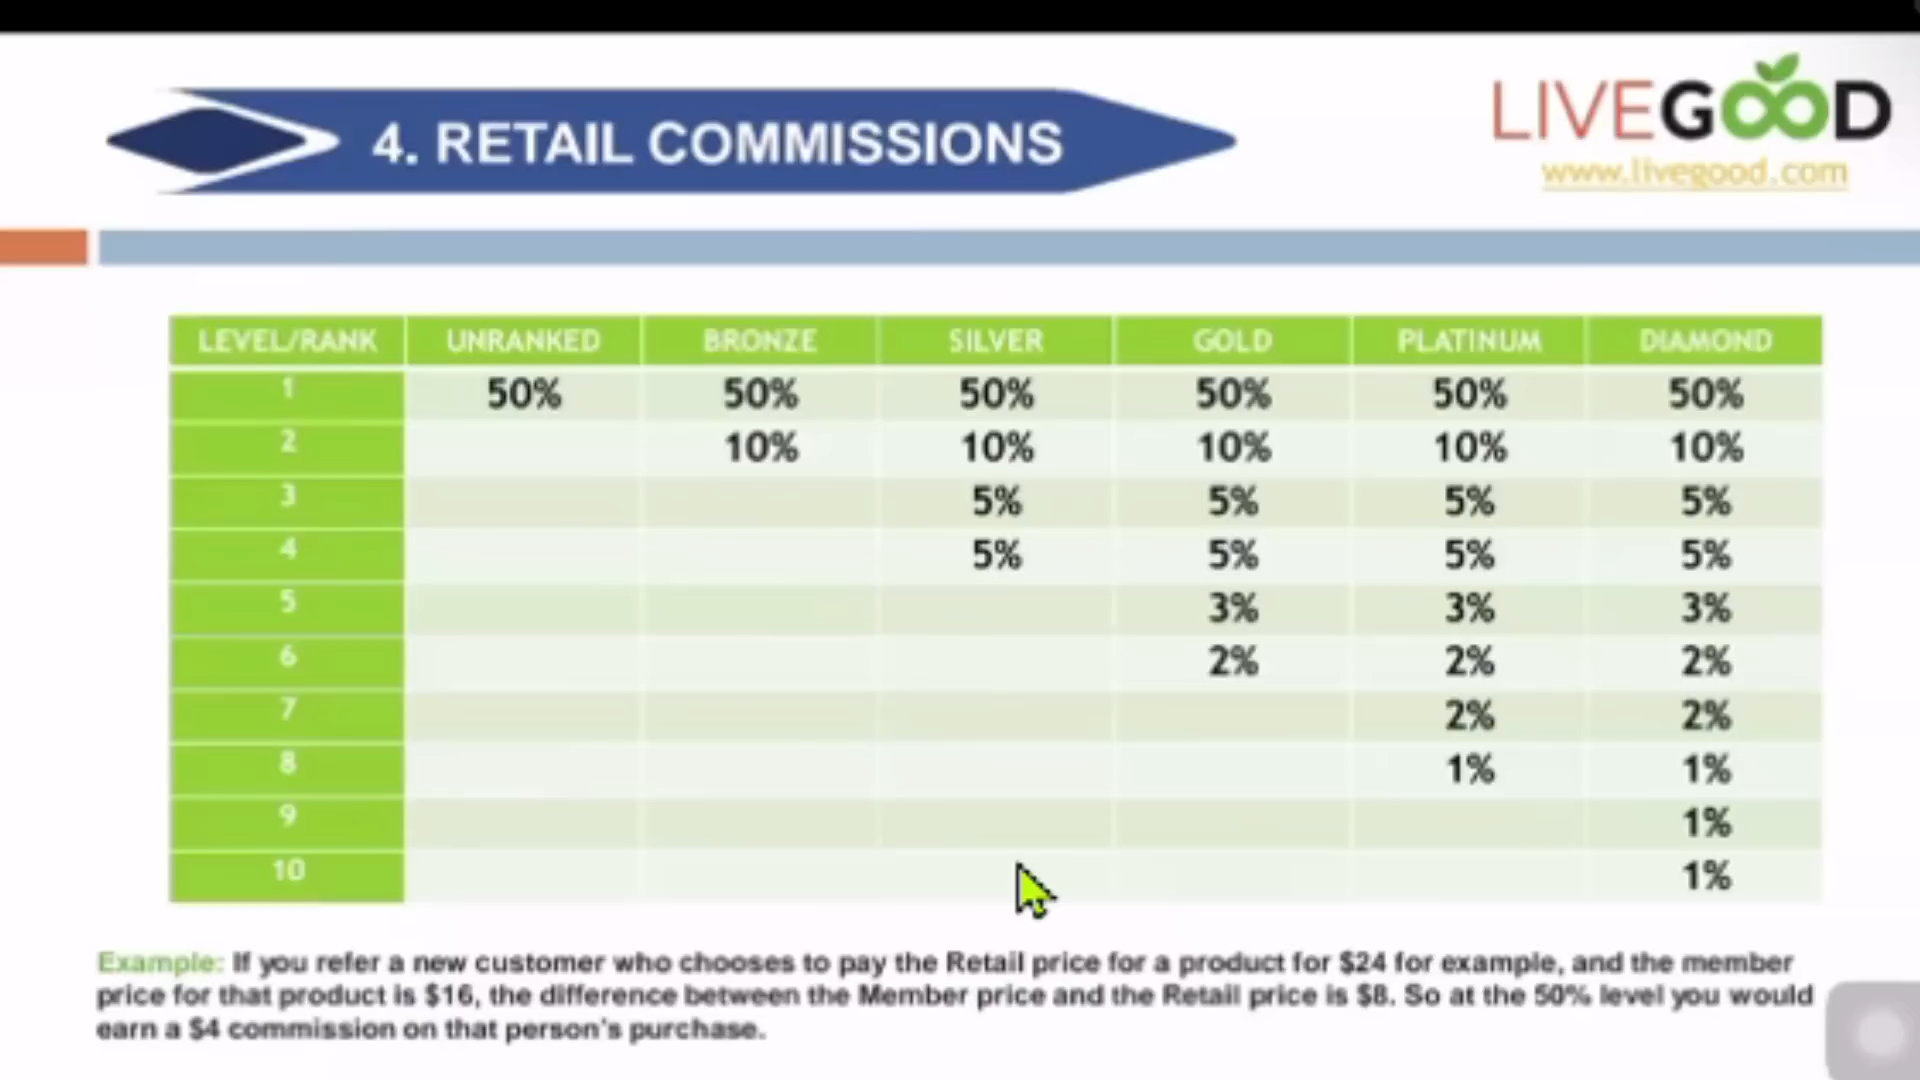 4. RETAIL COMMISSIONS
LIVEGOOD
www.livegood.com
LEVEL/RANK UNRANKED BRONZE SILVER GOLD PLATINUM DIAMOND
1 50% 50% 50% 50% 50% 50%
2 10% 10% 10% 10% 10%
3 5% 5% 5% 5%
4 5% 5% 5% 5%
5 3% 3% 3%
6 2% 2% 2%
7 2% 2%
8 1% 1%
9 1%
10 1%
Example: If you refer a new customer who chooses to pay the Retail price for a product for $24 for example, and the member
price for that product is $16, the difference between the Member price and the Retail price is $8. So at the 50% level you would
earn a $4 commission on that person's purchase.